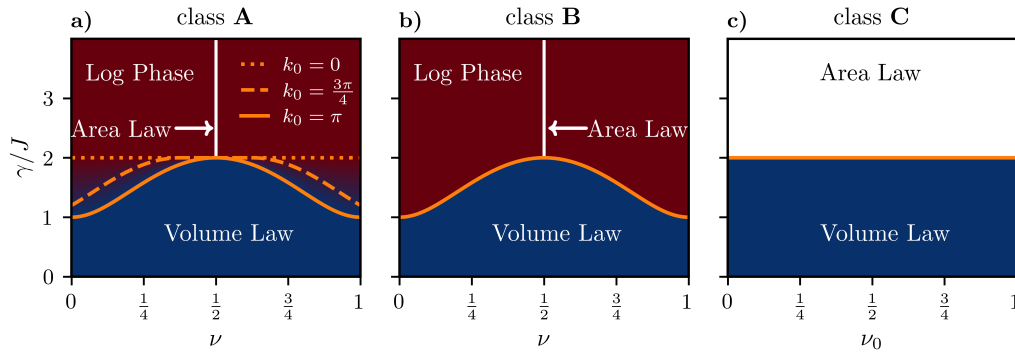 a) class A
b) class B
c) class C
Log Phase
k₀ = 0
k₀ = 3π/4
k₀ = π
Area Law
Volume Law
Log Phase
Area Law
Volume Law
Area Law
Volume Law
γ/J
3
2
1
0
0 1/4 1/2 3/4 1
ν
0 1/4 1/2 3/4 1
ν
0 1/4 1/2 3/4 1
ν₀